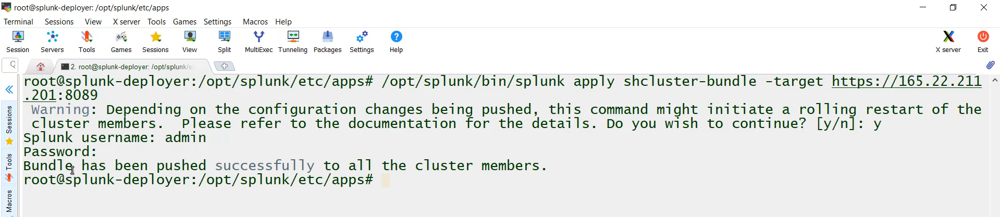 root@splunk-deployer: /opt/splunk/etc/apps
Terminal Sessions View X server Tools Games Settings Macros Help
Session Servers Tools Games Sessions View Split MultiExec Tunneling Packages Settings Help X server Exit
2. root@splunk-deployer: /opt/splunk/et
root@splunk-deployer:/opt/splunk/etc/apps# /opt/splunk/bin/splunk apply shcluster-bundle -target https://165.22.211
.201:8089
Warning: Depending on the configuration changes being pushed, this command might initiate a rolling restart of the
cluster members.  Please refer to the documentation for the details. Do you wish to continue? [y/n]: y
Splunk username: admin
Password:
Bundle has been pushed successfully to all the cluster members.
root@splunk-deployer:/opt/splunk/etc/apps#
Sessions
Tools
Macros